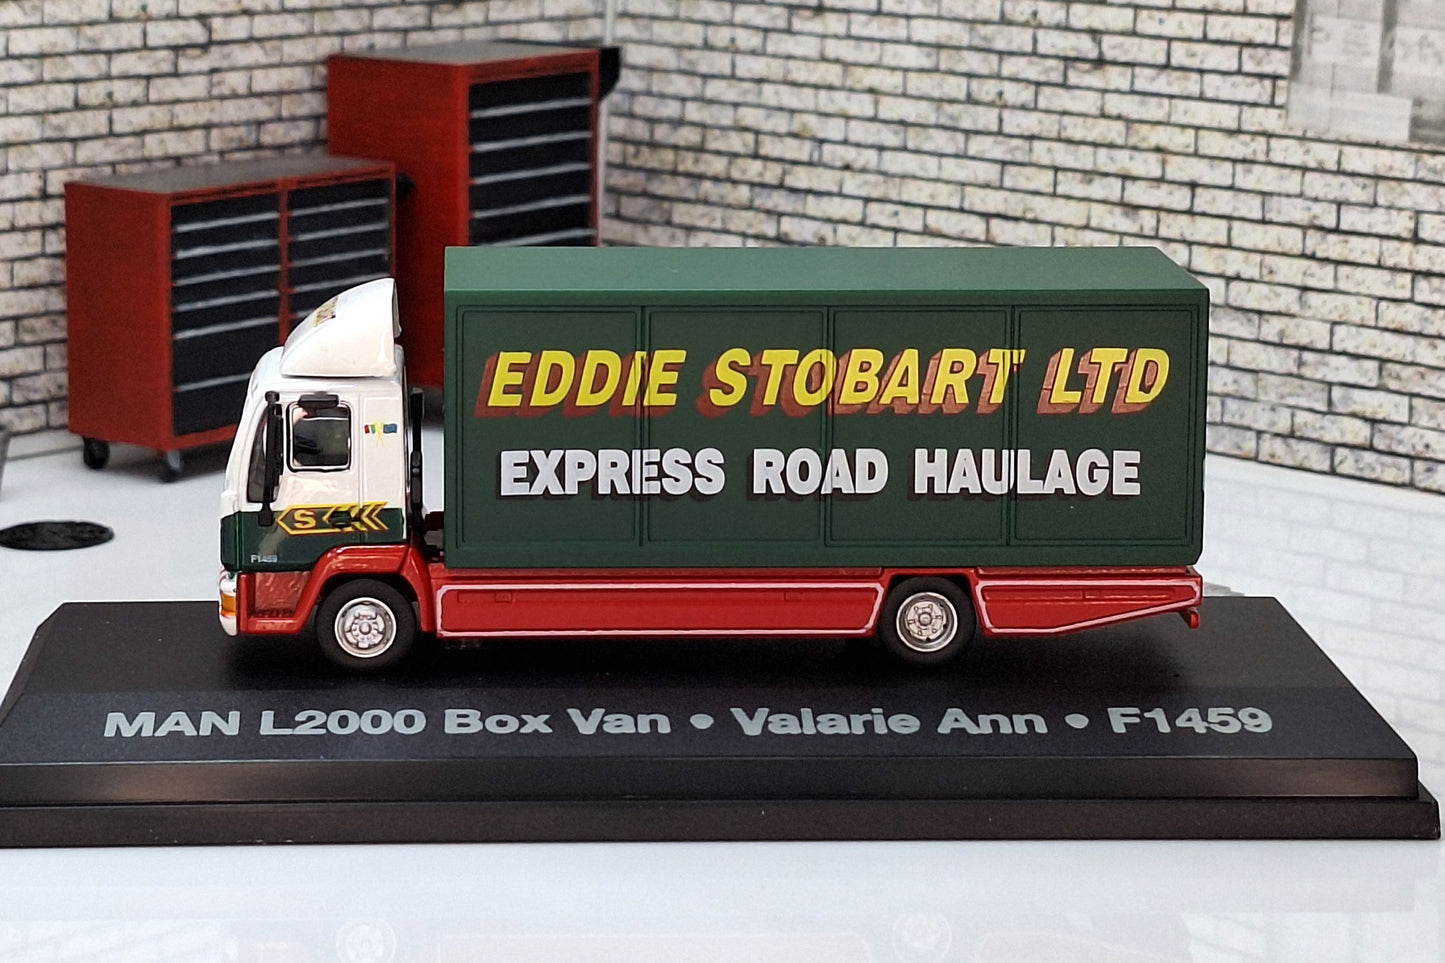 EDDIE STOBART LTD
EXPRESS ROAD HAULAGE
S
F1459
MAN L2000 Box Van • Valarie Ann • F1459